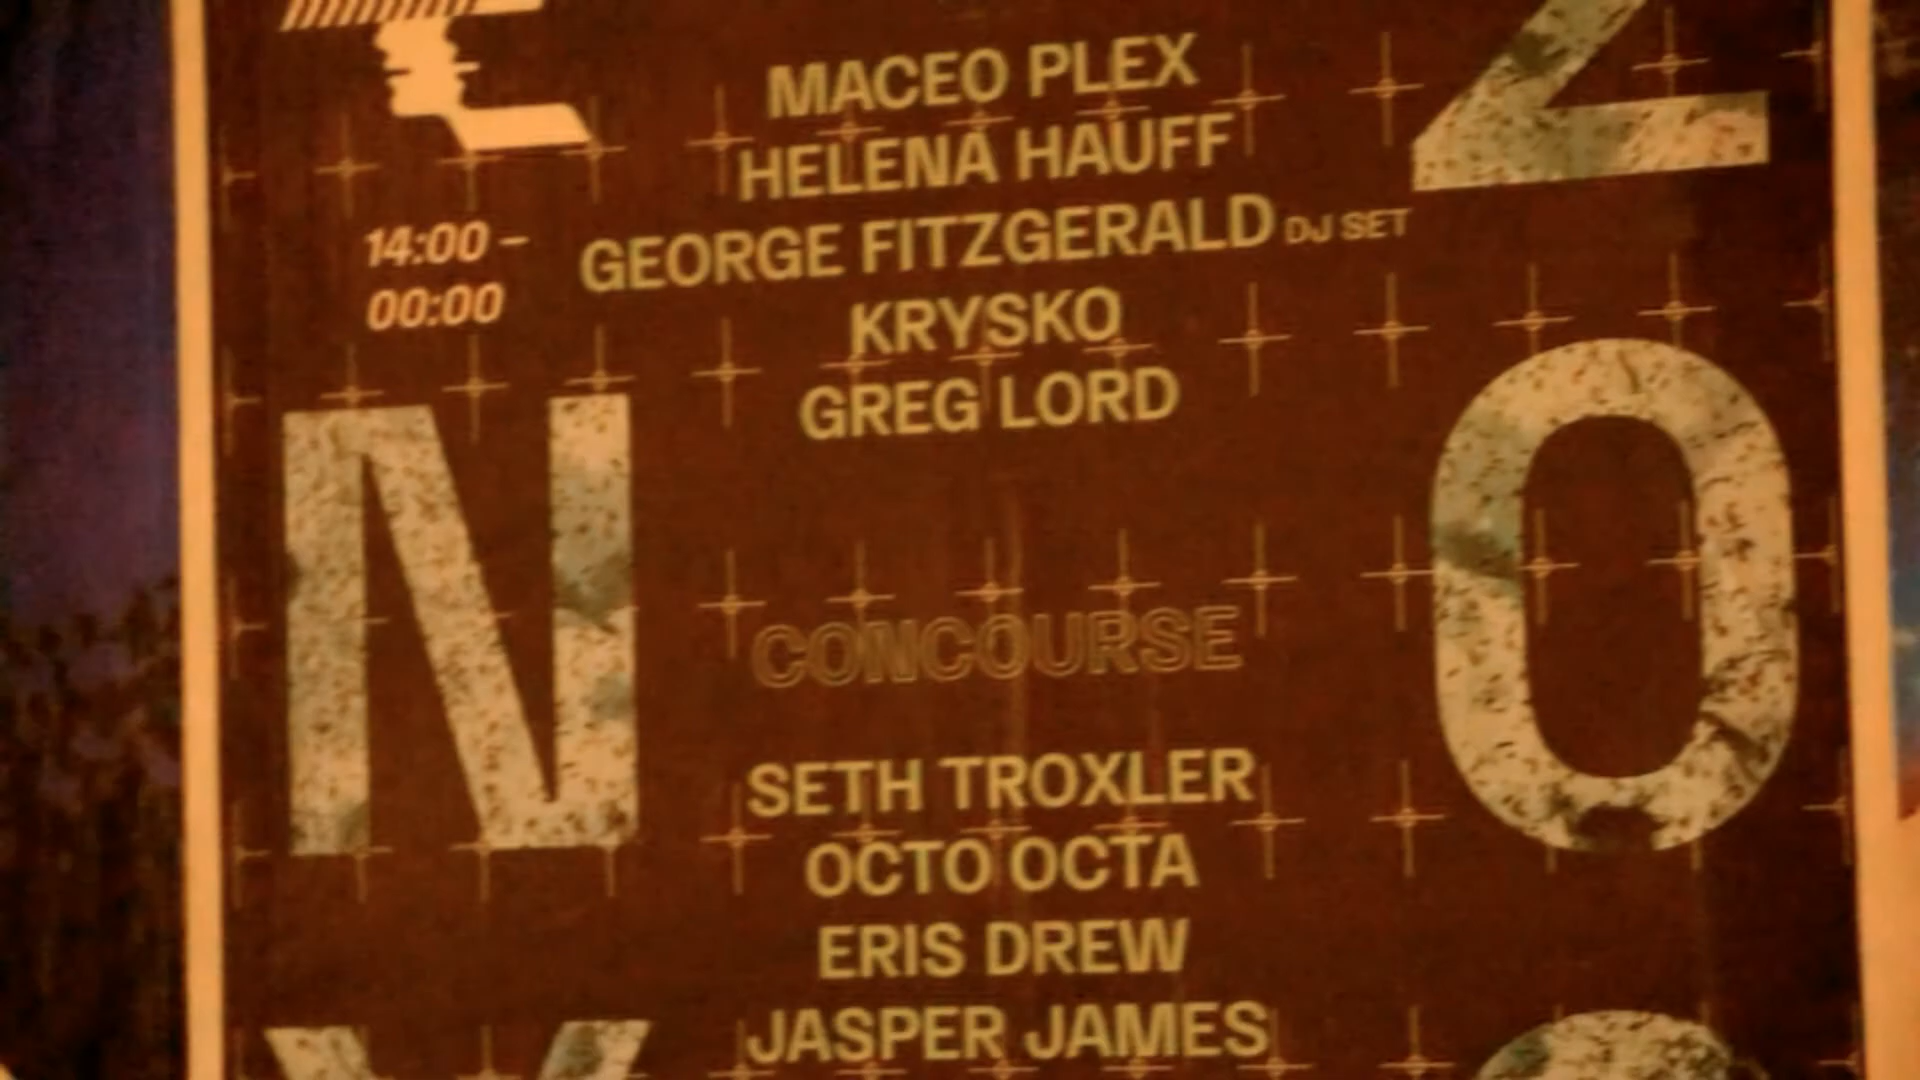 MACEO PLEX
HELENA HAUFF
GEORGE FITZGERALD DJ SET
KRYSKO
GREG LORD
14:00 –
00:00
Z
N
O
CONCOURSE
SETH TROXLER
OCTO OCTA
ERIS DREW
JASPER JAMES